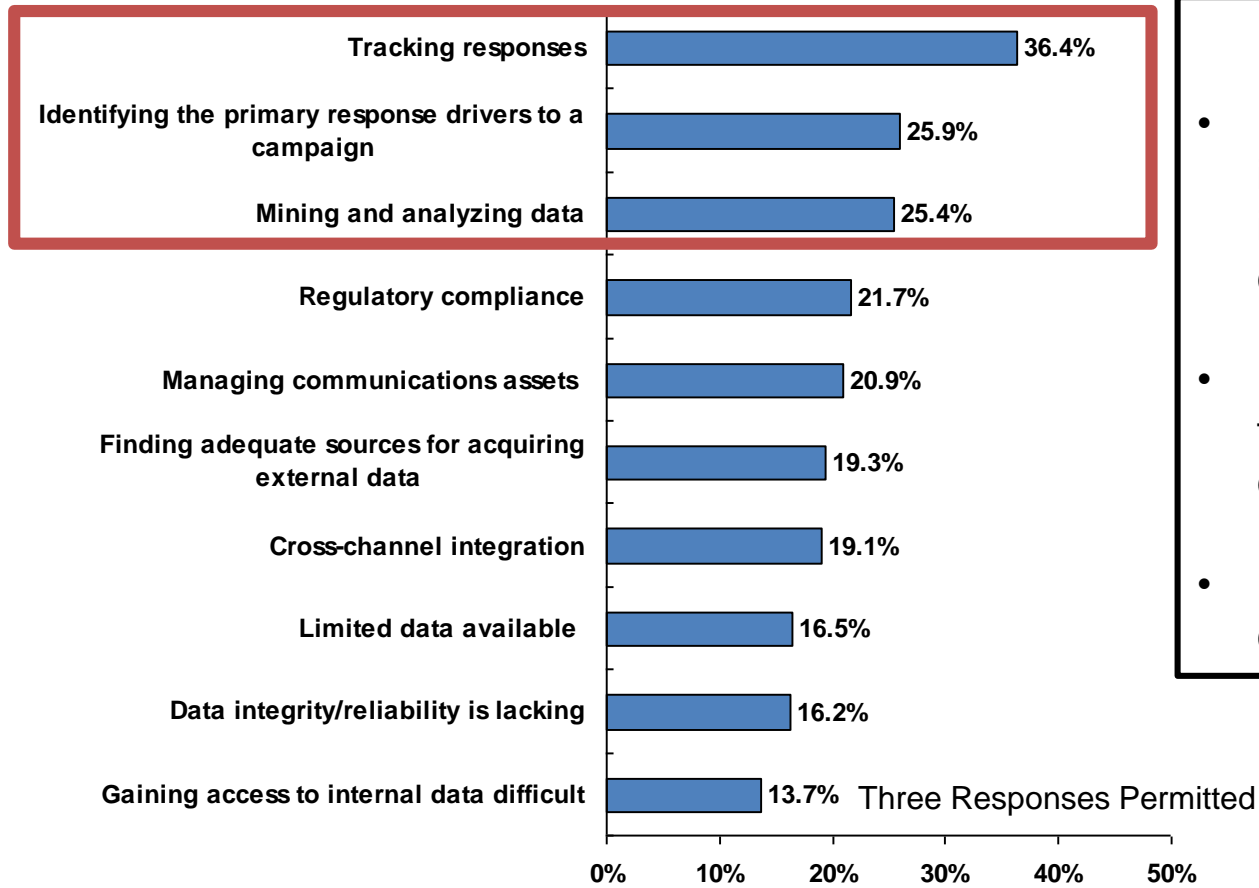 Tracking responses
36.4%
Identifying the primary response drivers to a
campaign
25.9%
Mining and analyzing data
25.4%
Regulatory compliance
21.7%
Managing communications assets
20.9%
Finding adequate sources for acquiring
external data
19.3%
Cross-channel integration
19.1%
Limited data available
16.5%
Data integrity/reliability is lacking
16.2%
Gaining access to internal data difficult
13.7%
Three Responses Permitted
0% 10% 20% 30% 40% 50%
•
•
•